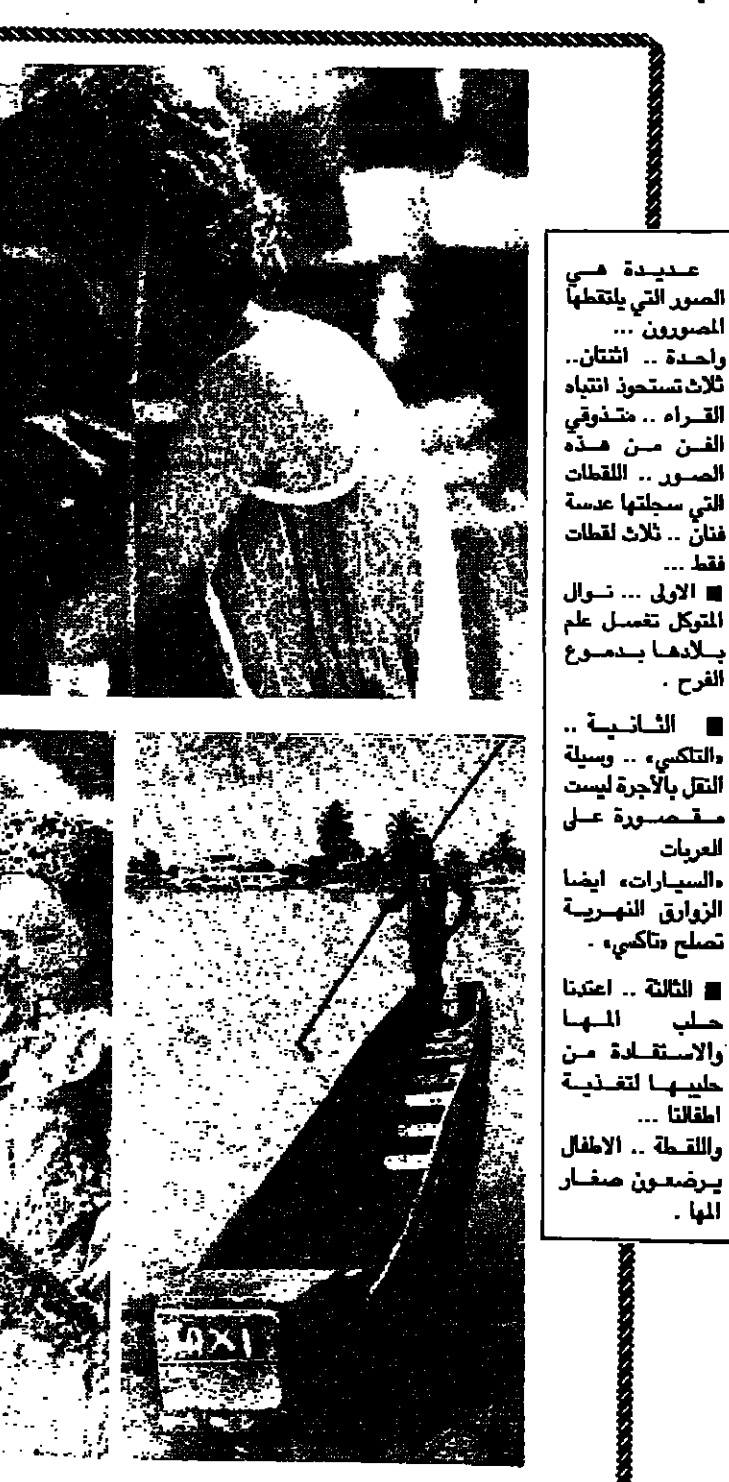 عديدة هي
الصور التي يلتقطها
المصورون ...
واحدة .. اثنتان ..
ثلاث تستحوذ انتباه
القراء .. متذوقي
الفن من هذه
الصور .. اللقطات
التي سجلتها عدسة
فنان .. ثلاث لقطات
فقط ...
■ الاولى ... نوال
المتوكل تغسل علم
بلادها بدموع
الفرح .
■ الثانية ..
«التاكسي» .. وسيلة
النقل بالأجرة ليست
مقصورة على
العربات
«السيارات» ايضا
الزوارق النهرية
تصلح «تاكسي» .
■ الثالثة .. اعتدنا
حلب المها
والاستفادة من
حليبها لتغذية
اطفالنا ...
واللقطة .. الاطفال
يرضعون صغار
المها .
TAXI